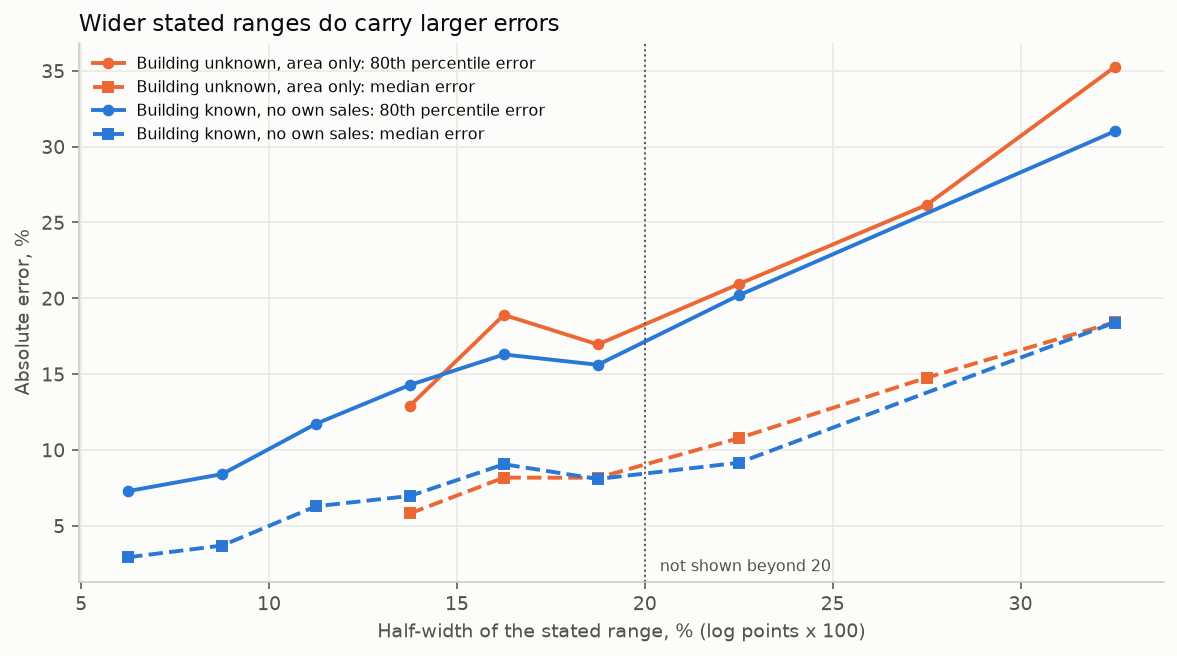 Wider stated ranges do carry larger errors
Building unknown, area only: 80th percentile error
Building unknown, area only: median error
Building known, no own sales: 80th percentile error
Building known, no own sales: median error
Absolute error, %
35
30
25
20
15
10
5
not shown beyond 20
5 10 15 20 25 30
Half-width of the stated range, % (log points x 100)